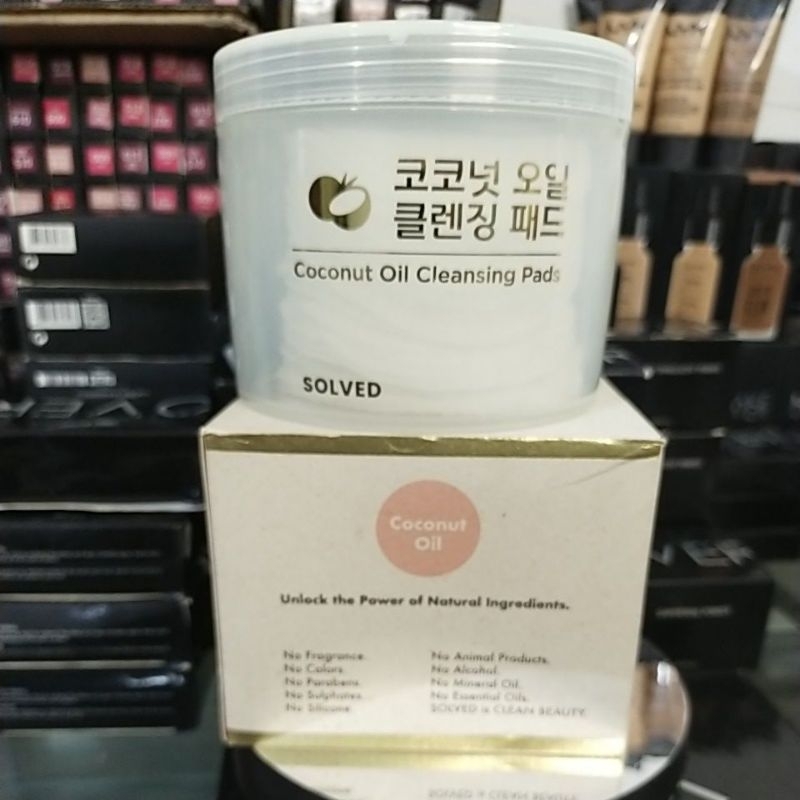 코코넛 오일
클렌징 패드
Coconut Oil Cleansing Pads
SOLVED
Coconut
Oil
Unlock the Power of Natural Ingredients.
No Fragrance.
No Colors.
No Parabens.
No Sulphates.
No Silicone.
No Animal Products.
No Alcohol.
No Mineral Oil.
No Essential Oils.
SOLVED is CLEAN BEAUTY.